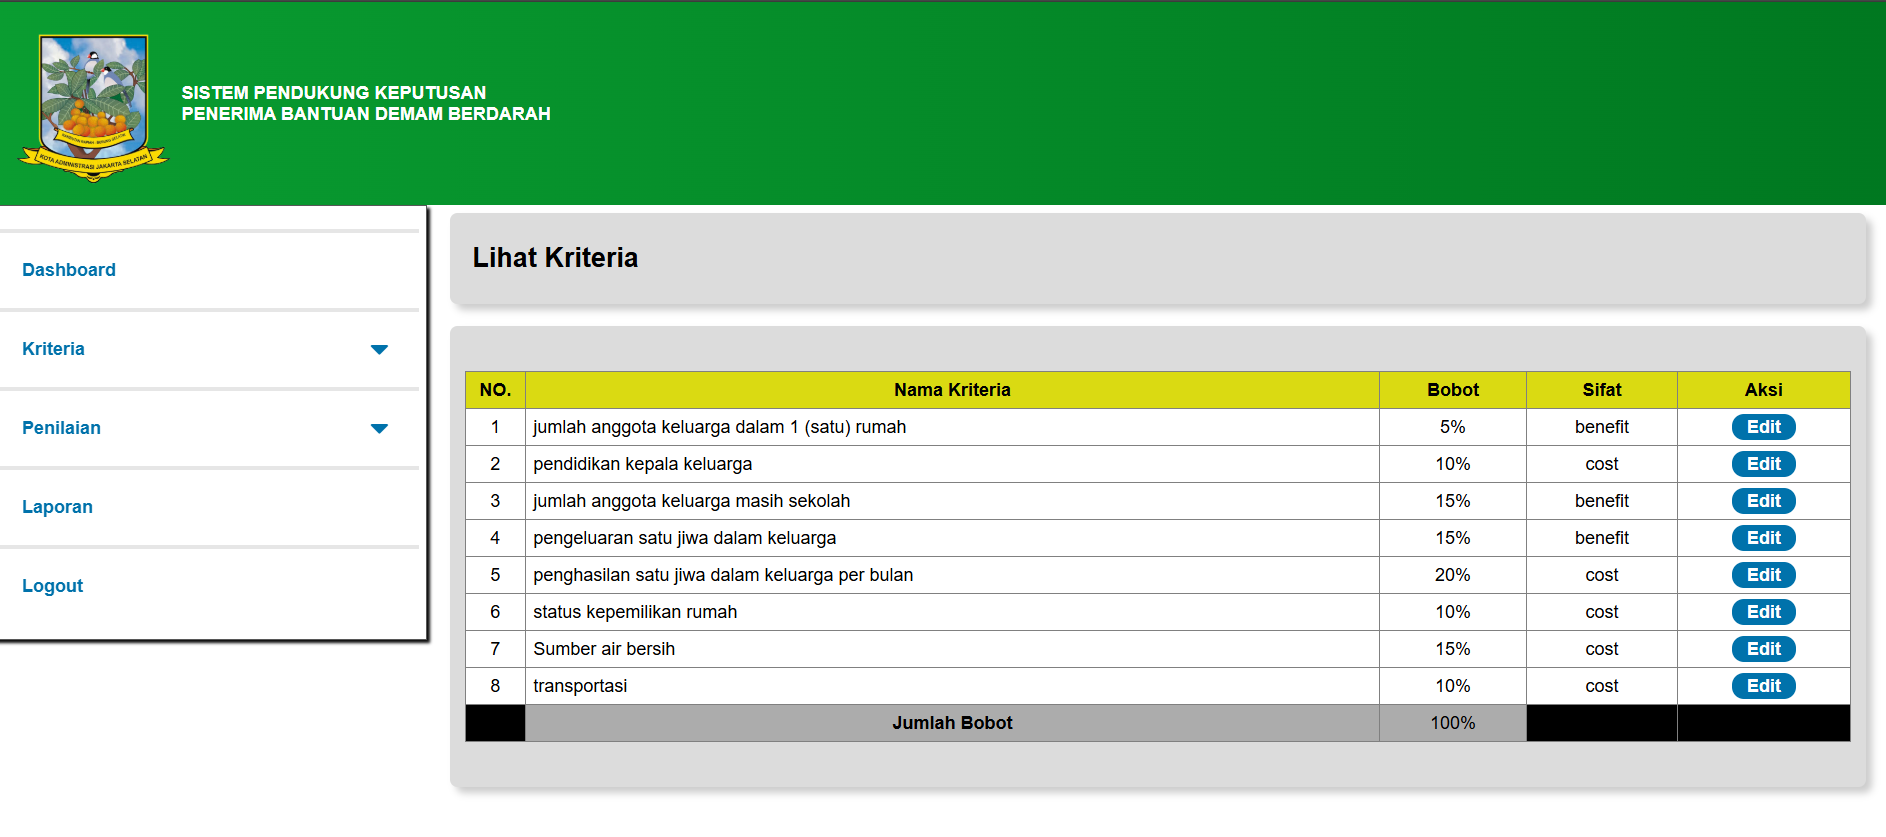 SISTEM PENDUKUNG KEPUTUSAN
PENERIMA BANTUAN DEMAM BERDARAH
KOTA ADMINISTRASI JAKARTA SELATAN
Dashboard
Kriteria
Penilaian
Laporan
Logout
Lihat Kriteria
NO. Nama Kriteria Bobot Sifat Aksi
1 jumlah anggota keluarga dalam 1 (satu) rumah 5% benefit Edit
2 pendidikan kepala keluarga 10% cost Edit
3 jumlah anggota keluarga masih sekolah 15% benefit Edit
4 pengeluaran satu jiwa dalam keluarga 15% benefit Edit
5 penghasilan satu jiwa dalam keluarga per bulan 20% cost Edit
6 status kepemilikan rumah 10% cost Edit
7 Sumber air bersih 15% cost Edit
8 transportasi 10% cost Edit
Jumlah Bobot 100%